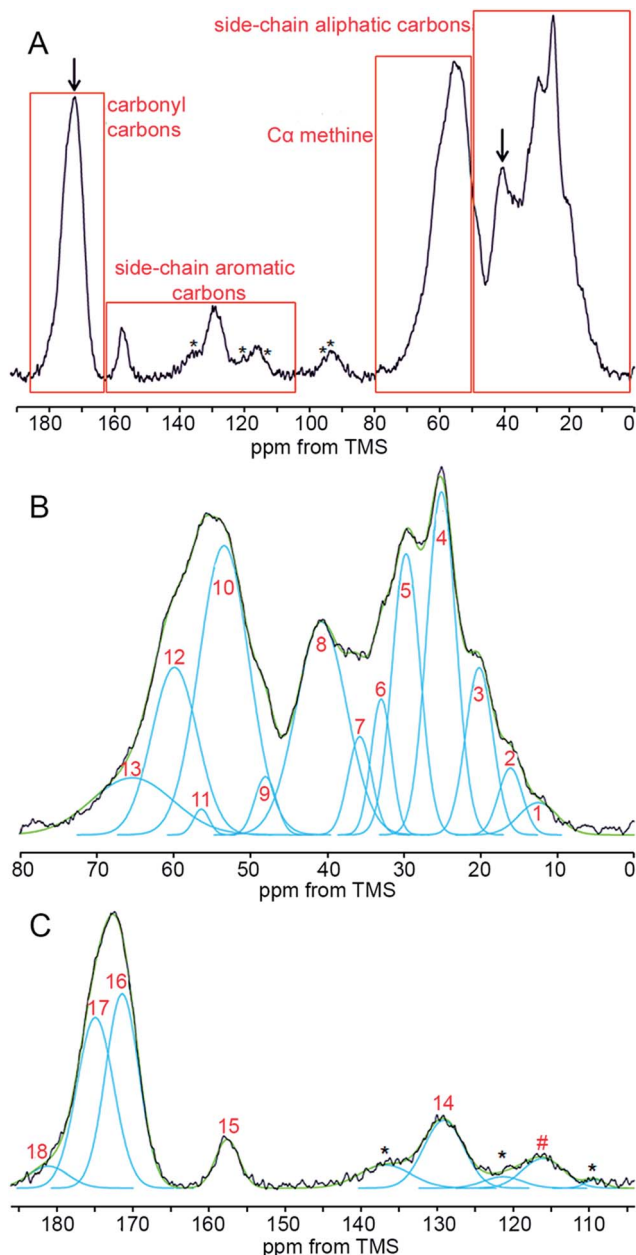 A
side-chain aliphatic carbons
carbonyl
carbons
Cα methine
side-chain aromatic
carbons
* * * * *
180 160 140 120 100 80 60 40 20 0
ppm from TMS
B
13 12 11 10 9 8 7 6 5 4 3 2 1
80 70 60 50 40 30 20 10 0
ppm from TMS
C
18 17 16 15 * 14 * # *
180 170 160 150 140 130 120 110
ppm from TMS